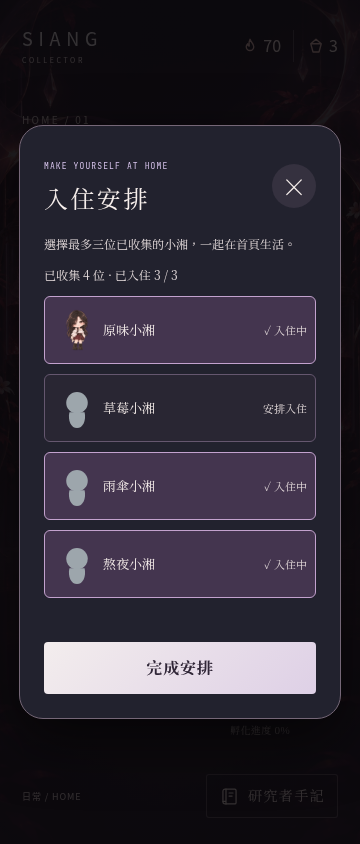 SIANG
COLLECTOR
70
3
HOME / 01
MAKE YOURSELF AT HOME
入住安排
選擇最多三位已收集的小湘，一起在首頁生活。
已收集 4 位 · 已入住 3 / 3
原味小湘
✓ 入住中
草莓小湘
安排入住
雨傘小湘
✓ 入住中
熬夜小湘
✓ 入住中
完成安排
孵化進度 0%
日常 / HOME
研究者手記